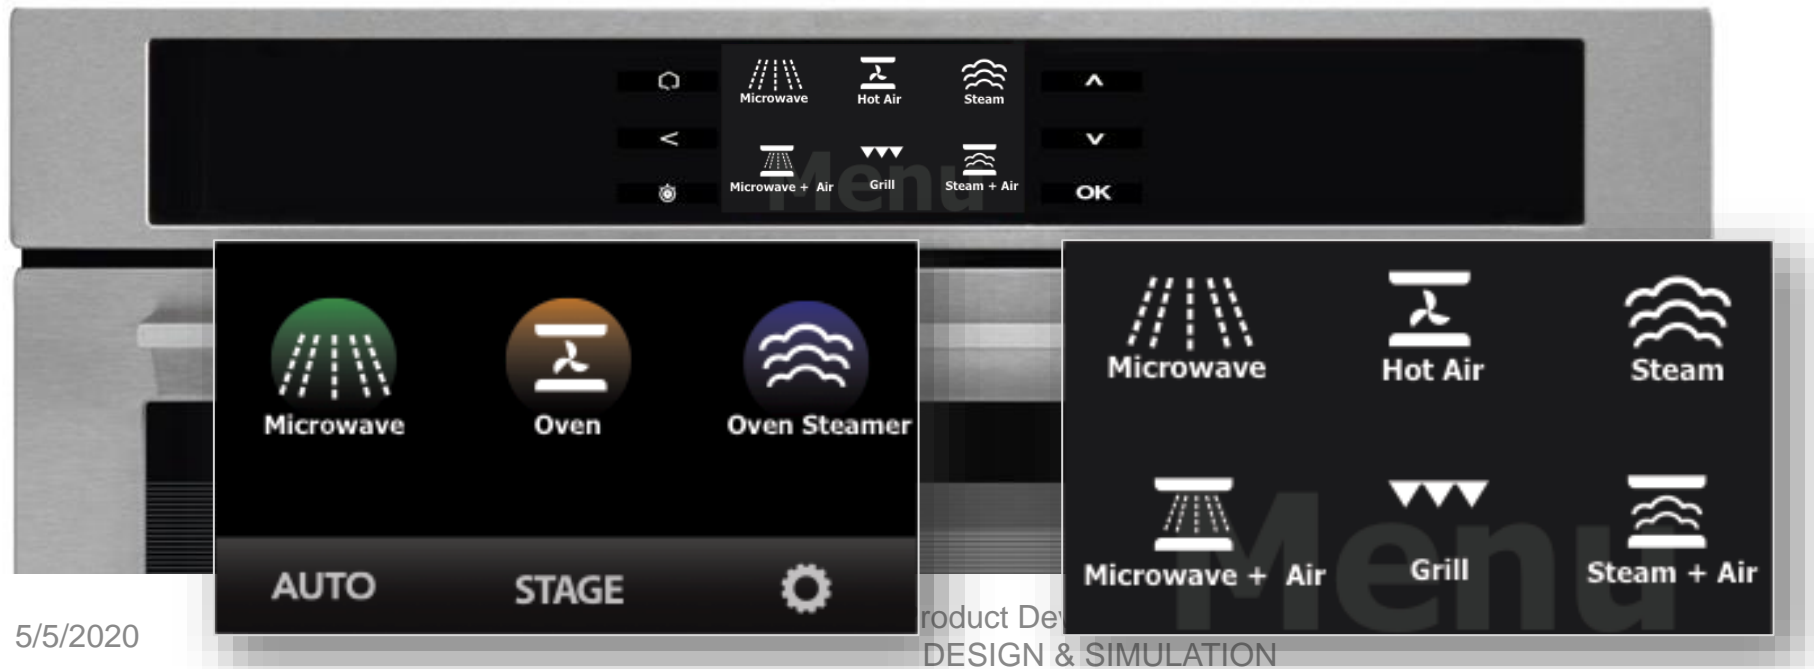 Microwave Hot Air Steam
Microwave + Air Grill Steam + Air
Menu
<
OK
Microwave Oven Oven Steamer
AUTO STAGE
Microwave Hot Air Steam
Microwave + Air Grill Steam + Air
Menu
5/5/2020
roduct Dev
DESIGN & SIMULATION